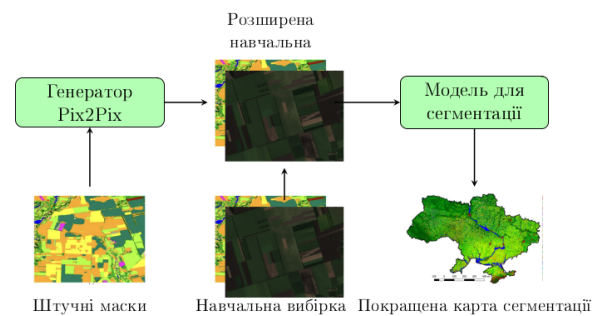 Розширена
навчальна
Генератор
Pix2Pix
Модель для
сегментації
Штучні маски
Навчальна вибірка
Покращена карта сегментації